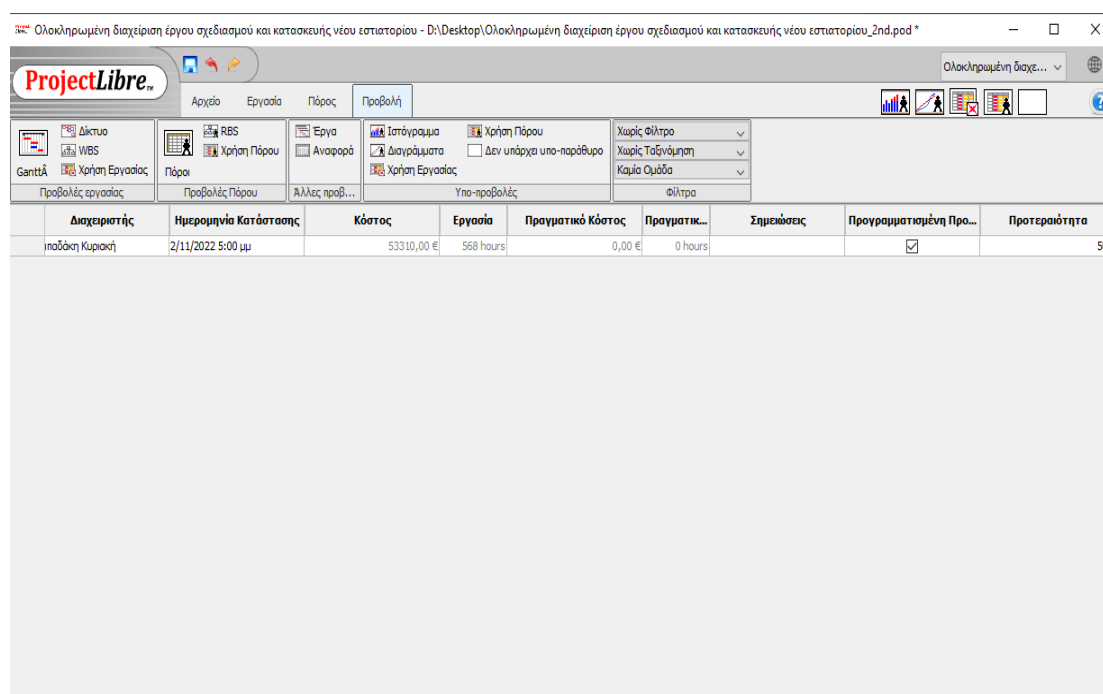 Ολοκληρωμένη διαχείριση έργου σχεδιασμού και κατασκευής νέου εστιατορίου - D:\Desktop\Ολοκληρωμένη διαχείριση έργου σχεδιασμού και κατασκευής νέου εστιατορίου_2nd.pod *
ProjectLibre™
Ολοκληρωμένη διαχε...
Αρχείο Εργασία Πόρος Προβολή
Δίκτυο RBS Έργα Ιστόγραμμα Χρήση Πόρου Χωρίς Φίλτρο
WBS Χρήση Πόρου Αναφορά Διαγράμματα Δεν υπάρχει υπο-παράθυρο Χωρίς Ταξινόμηση
GanttÂ Χρήση Εργασίας Πόροι Χρήση Εργασίας Καμία Ομάδα
Προβολές εργασίας Προβολές Πόρου Άλλες προβ... Υπο-προβολές Φίλτρα
Διαχειριστής Ημερομηνία Κατάστασης Κόστος Εργασία Πραγματικό Κόστος Πραγματικ... Σημειώσεις Προγραμματισμένη Προ... Προτεραιότητα
παδάκη Κυριακή 2/11/2022 5:00 μμ 53310,00 € 568 hours 0,00 € 0 hours